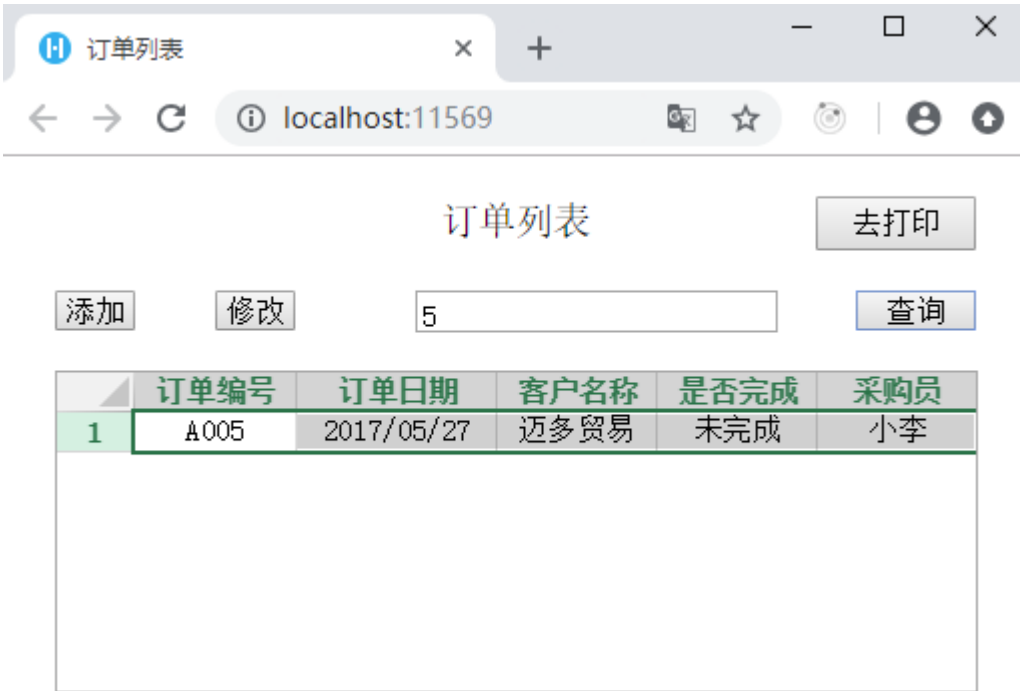 订单列表
localhost:11569
订单列表 去打印
添加 修改 5 查询
订单编号 订单日期 客户名称 是否完成 采购员
1 A005 2017/05/27 迈多贸易 未完成 小李